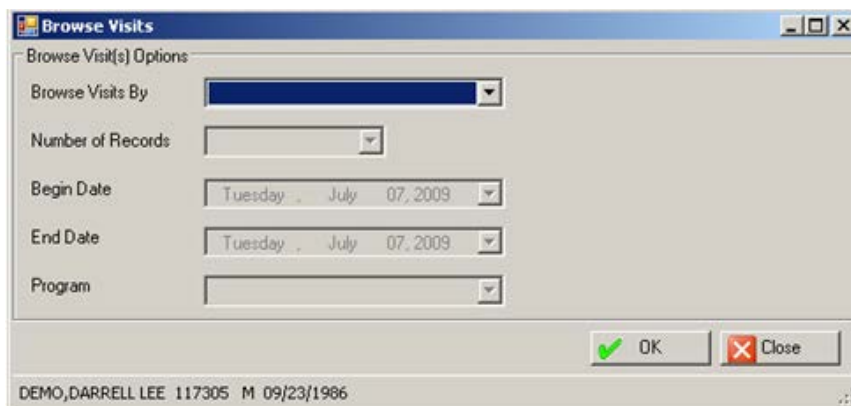 Browse Visits
Browse Visit(s) Options
Browse Visits By
Number of Records
Begin Date Tuesday , July 07, 2009
End Date Tuesday , July 07, 2009
Program
OK Close
DEMO,DARRELL LEE 117305 M 09/23/1986